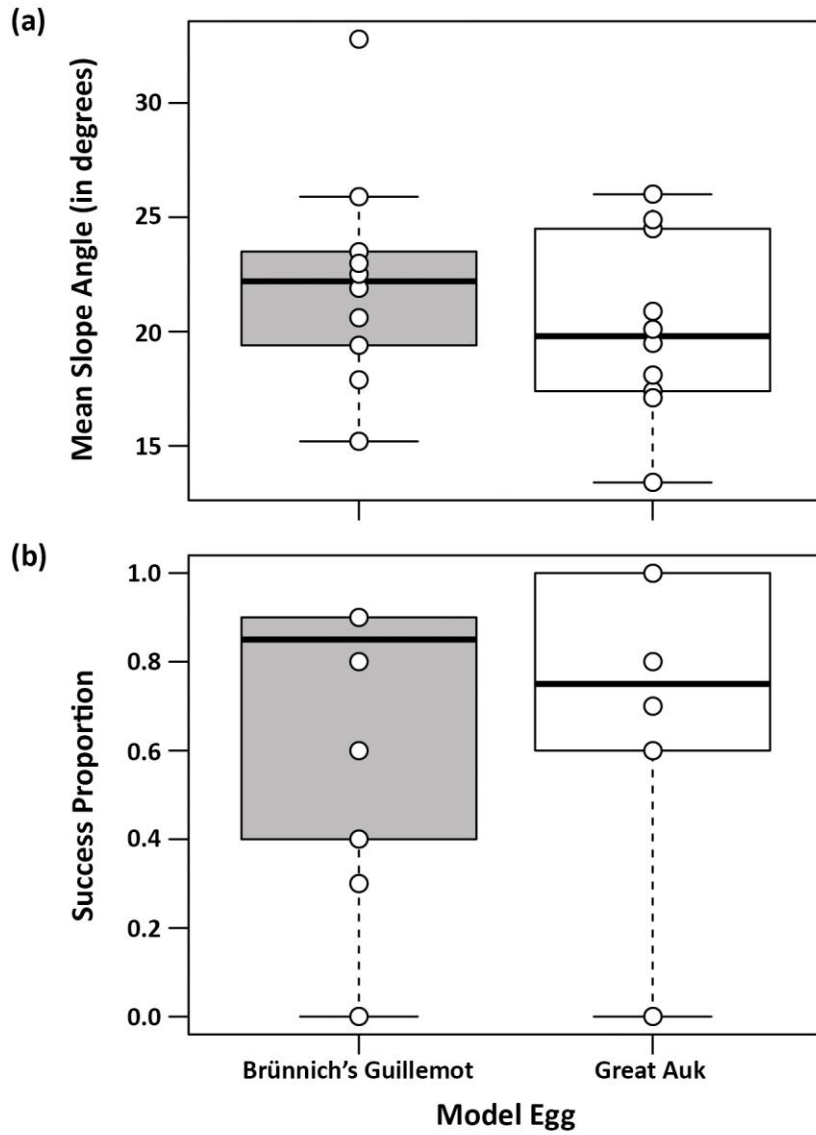 (a)
Mean Slope Angle (in degrees)
30
25
20
15
(b)
Success Proportion
1.0
0.8
0.6
0.4
0.2
0.0
Brünnich's Guillemot
Great Auk
Model Egg